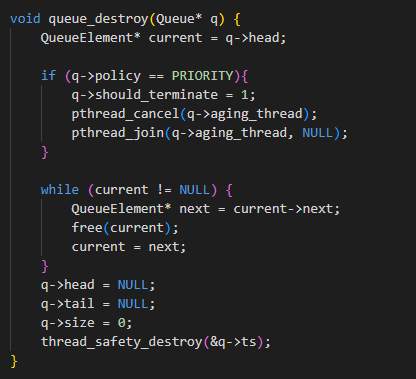 void queue_destroy(Queue* q) {
    QueueElement* current = q->head;

    if (q->policy == PRIORITY){
        q->should_terminate = 1;
        pthread_cancel(q->aging_thread);
        pthread_join(q->aging_thread, NULL);
    }

    while (current != NULL) {
        QueueElement* next = current->next;
        free(current);
        current = next;
    }
    q->head = NULL;
    q->tail = NULL;
    q->size = 0;
    thread_safety_destroy(&q->ts);
}